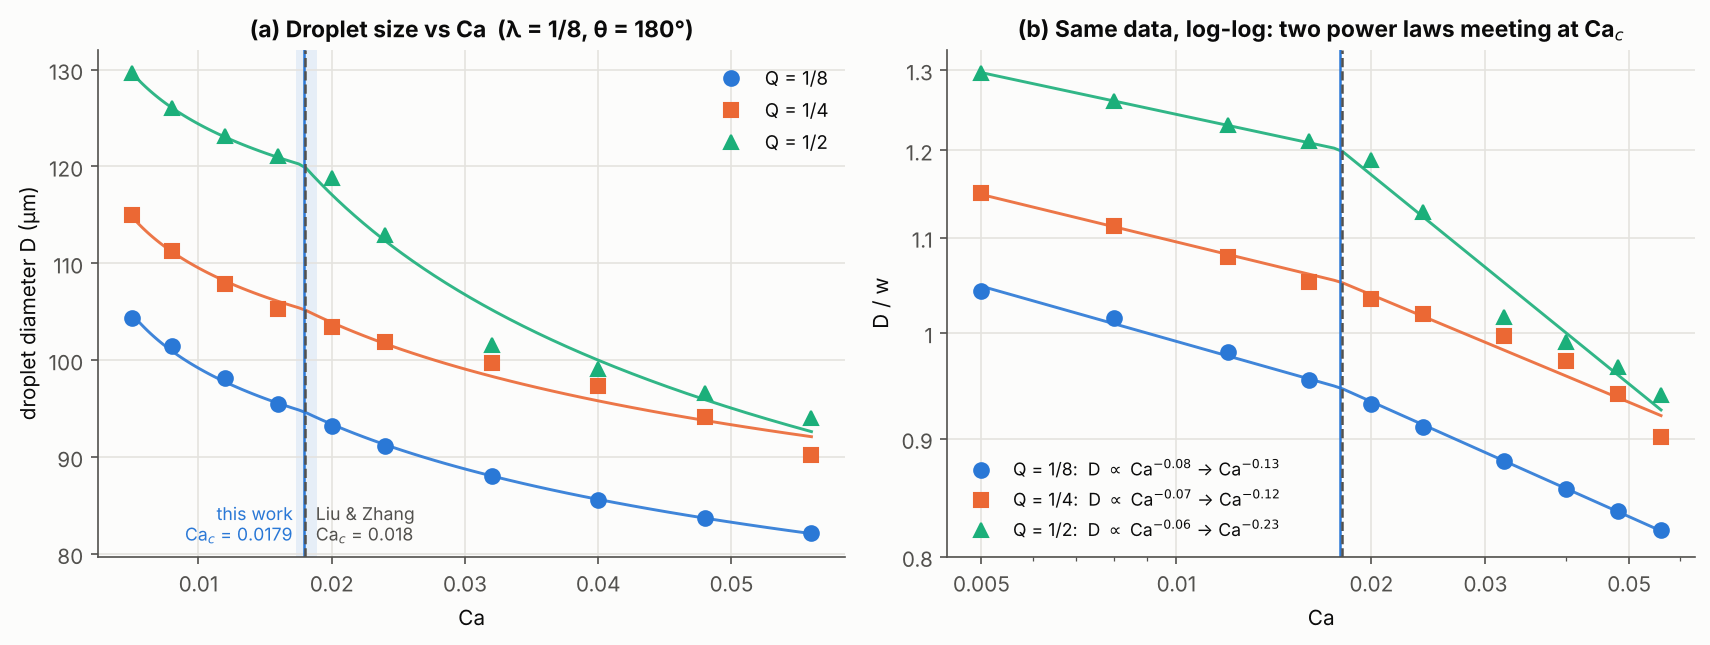 (a) Droplet size vs Ca (λ = 1/8, θ = 180°)
130
120
110
100
90
80
droplet diameter D (μm)
0.01
0.02
0.03
0.04
0.05
Ca
Q = 1/8
Q = 1/4
Q = 1/2
this work
Ca_c = 0.0179
Liu & Zhang
Ca_c = 0.018
(b) Same data, log-log: two power laws meeting at Ca_c
1.3
1.2
1.1
1
0.9
0.8
D / w
0.005
0.01
0.02
0.03
0.05
Ca
Q = 1/8: D ∝ Ca^−0.08 → Ca^−0.13
Q = 1/4: D ∝ Ca^−0.07 → Ca^−0.12
Q = 1/2: D ∝ Ca^−0.06 → Ca^−0.23